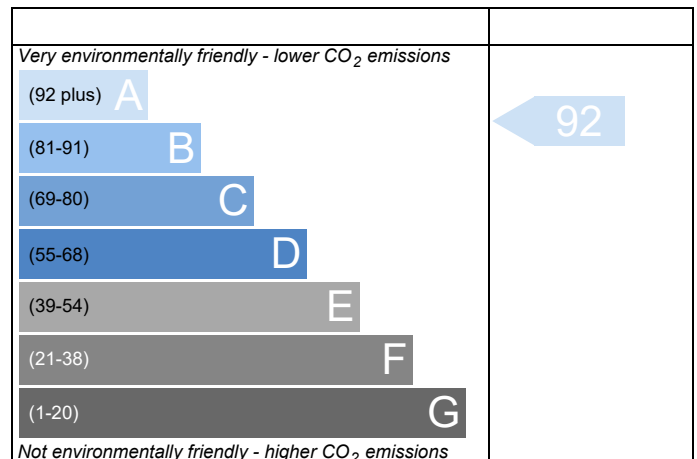 Very environmentally friendly - lower CO₂ emissions
(92 plus) A
92
(81-91) B
(69-80) C
(55-68) D
(39-54) E
(21-38) F
(1-20) G
Not environmentally friendly - higher CO₂ emissions